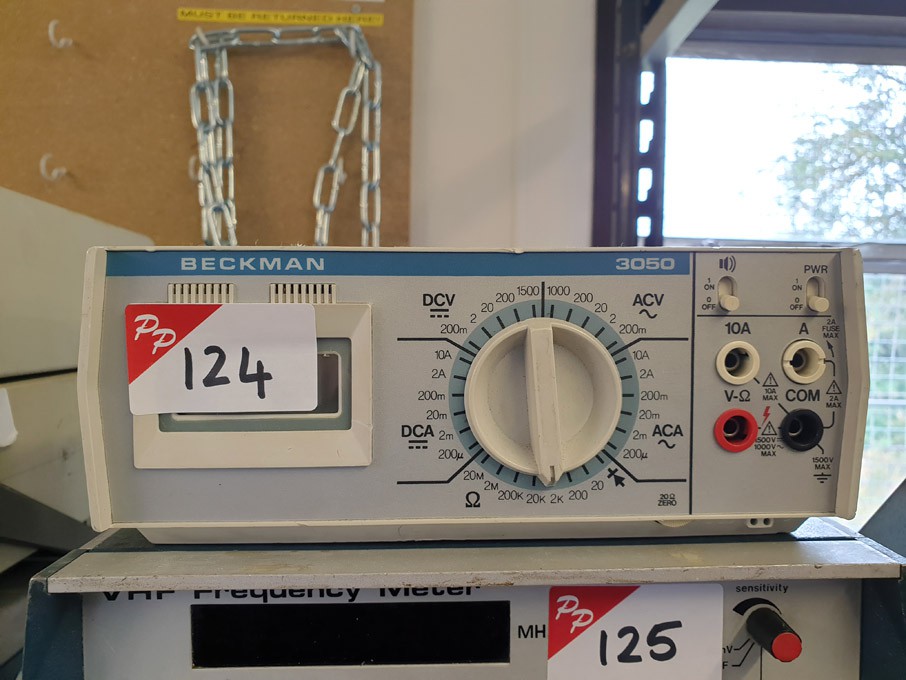 MUST BE RETURNED HERE!
BECKMAN 3050
PP
124
DCV
1500
200
20
2
200m
1000
200
20
2
200m
ACV
10A
2A
200m
20m
2m
200µ
DCA
10A
2A
200m
20m
2m
200µ
ACA
20M
2M
200K
20K
2K
200
20
Ω
20Ω
ZERO
1
ON
0
OFF
PWR
1
ON
0
OFF
10A
A
2A
FUSE
MAX
10A
MAX
2A
MAX
V-Ω
COM
1500V
1000V
MAX
1500V
MAX
VHF Frequency Meter
MH
PP
125
sensitivity